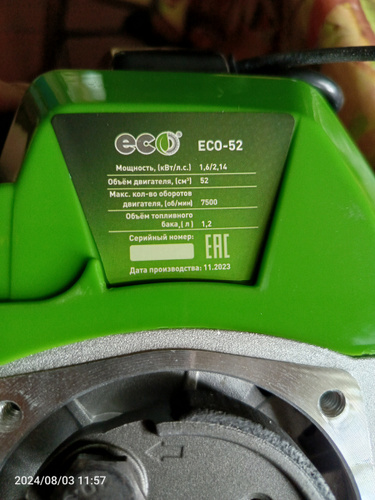 eco ECO-52
Мощность, (кВт/л.с.) 1,6/2,14
Объём двигателя, (см³) 52
Макс. кол-во оборотов
двигателя, (об/мин) 7500
Объём топливного
бака, ( л ) 1,2
Серийный номер:
EAC
Дата производства: 11.2023
2024/08/03 11:57